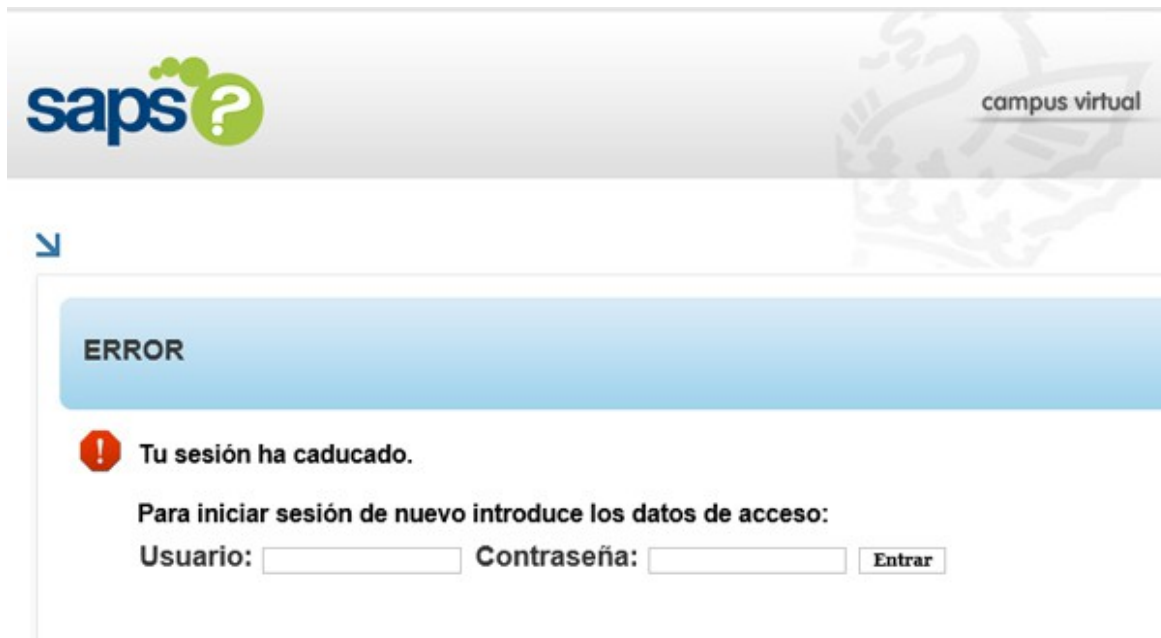 saps?
campus virtual
ERROR
Tu sesión ha caducado.
Para iniciar sesión de nuevo introduce los datos de acceso:
Usuario: Contraseña: Entrar